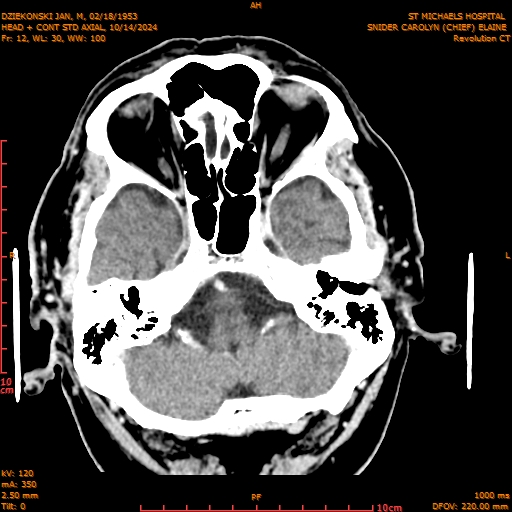 AH
DZIEKONSKI JAN, M, 02/18/1953
HEAD + CONT STD AXIAL, 10/14/2024
Fr: 12, WL: 30, WW: 100
ST MICHAELS HOSPITAL
SNIDER CAROLYN (CHIEF) ELAINE
Revolution CT
R
L
10
cm
kV: 120
mA: 350
2.50 mm
Tilt: 0
PF
10cm
1000 ms
DFOV: 220.00 mm